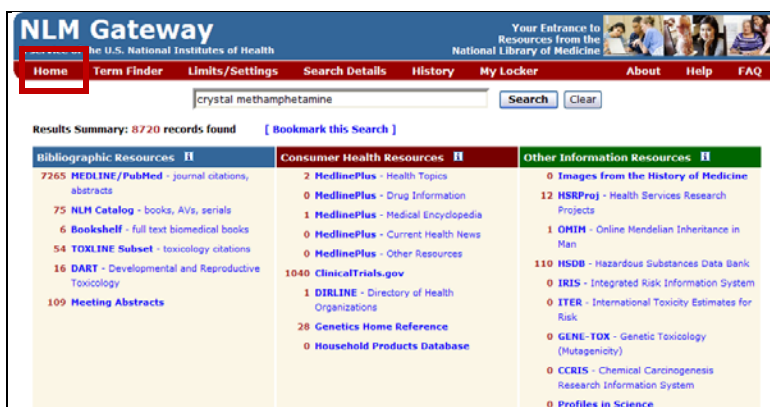 NLM Gateway
Your Entrance to
Resources from the
National Library of Medicine
he U.S. National Institutes of Health
Home Term Finder Limits/Settings Search Details History My Locker About Help FAQ
crystal methamphetamine Search Clear
Results Summary: 8720 records found [ Bookmark this Search ]
Bibliographic Resources
7265 MEDLINE/PubMed - journal citations,
abstracts
75 NLM Catalog - books, AVs, serials
6 Bookshelf - full text biomedical books
54 TOXLINE Subset - toxicology citations
16 DART - Developmental and Reproductive
Toxicology
109 Meeting Abstracts
Consumer Health Resources
2 MedlinePlus - Health Topics
0 MedlinePlus - Drug Information
1 MedlinePlus - Medical Encyclopedia
0 MedlinePlus - Current Health News
0 MedlinePlus - Other Resources
1040 ClinicalTrials.gov
1 DIRLINE - Directory of Health
Organizations
28 Genetics Home Reference
0 Household Products Database
Other Information Resources
0 Images from the History of Medicine
12 HSRProj - Health Services Research
Projects
1 OMIM - Online Mendelian Inheritance in
Man
110 HSDB - Hazardous Substances Data Bank
0 IRIS - Integrated Risk Information System
0 ITER - International Toxicity Estimates for
Risk
0 GENE-TOX - Genetic Toxicology
(Mutagenicity)
0 CCRIS - Chemical Carcinogenesis
Research Information System
0 Profiles in Science